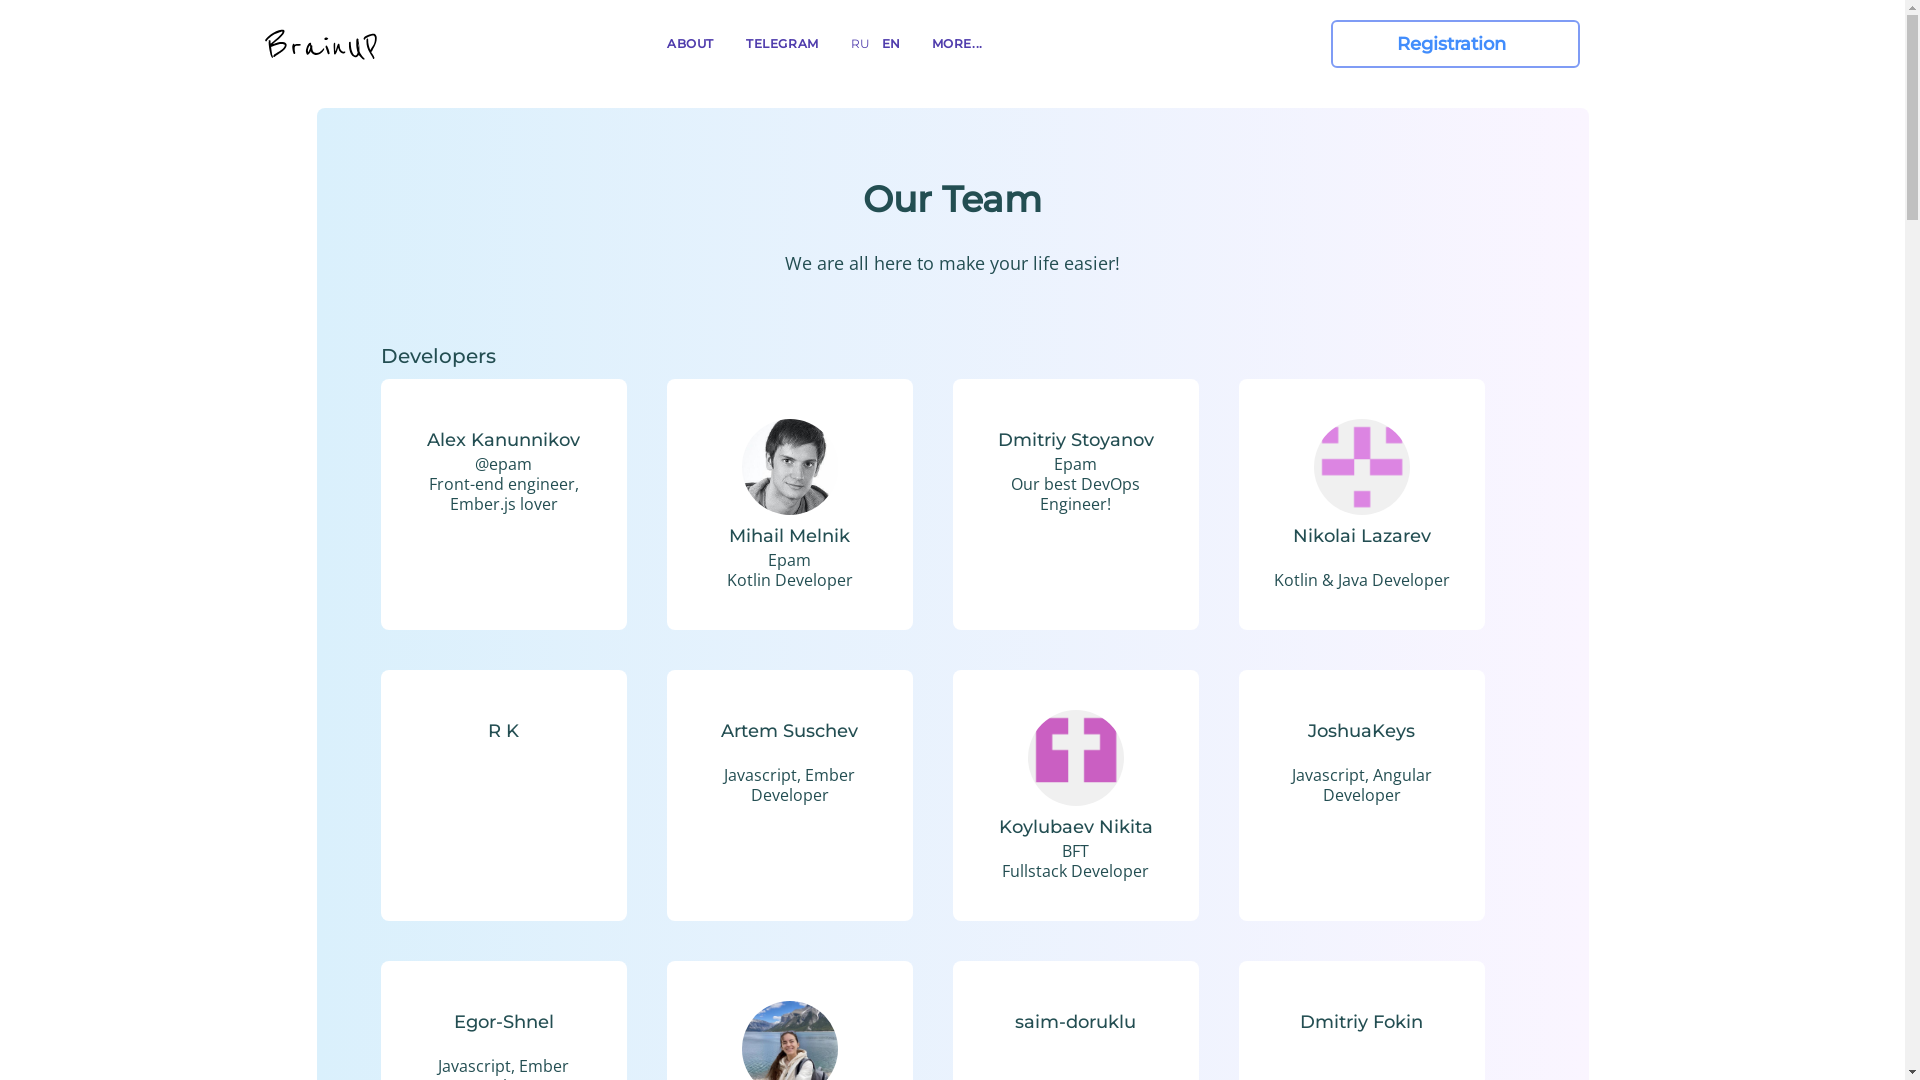 BrainUP
ABOUT
TELEGRAM
RU
EN
MORE...
Registration
Our Team
We are all here to make your life easier!
Developers
Alex Kanunnikov
@epam
Front-end engineer,
Ember.js lover
Mihail Melnik
Epam
Kotlin Developer
Dmitriy Stoyanov
Epam
Our best DevOps
Engineer!
Nikolai Lazarev
Kotlin & Java Developer
R K
Artem Suschev
Javascript, Ember
Developer
Koylubaev Nikita
BFT
Fullstack Developer
JoshuaKeys
Javascript, Angular
Developer
Egor-Shnel
Javascript, Ember
saim-doruklu
Dmitriy Fokin